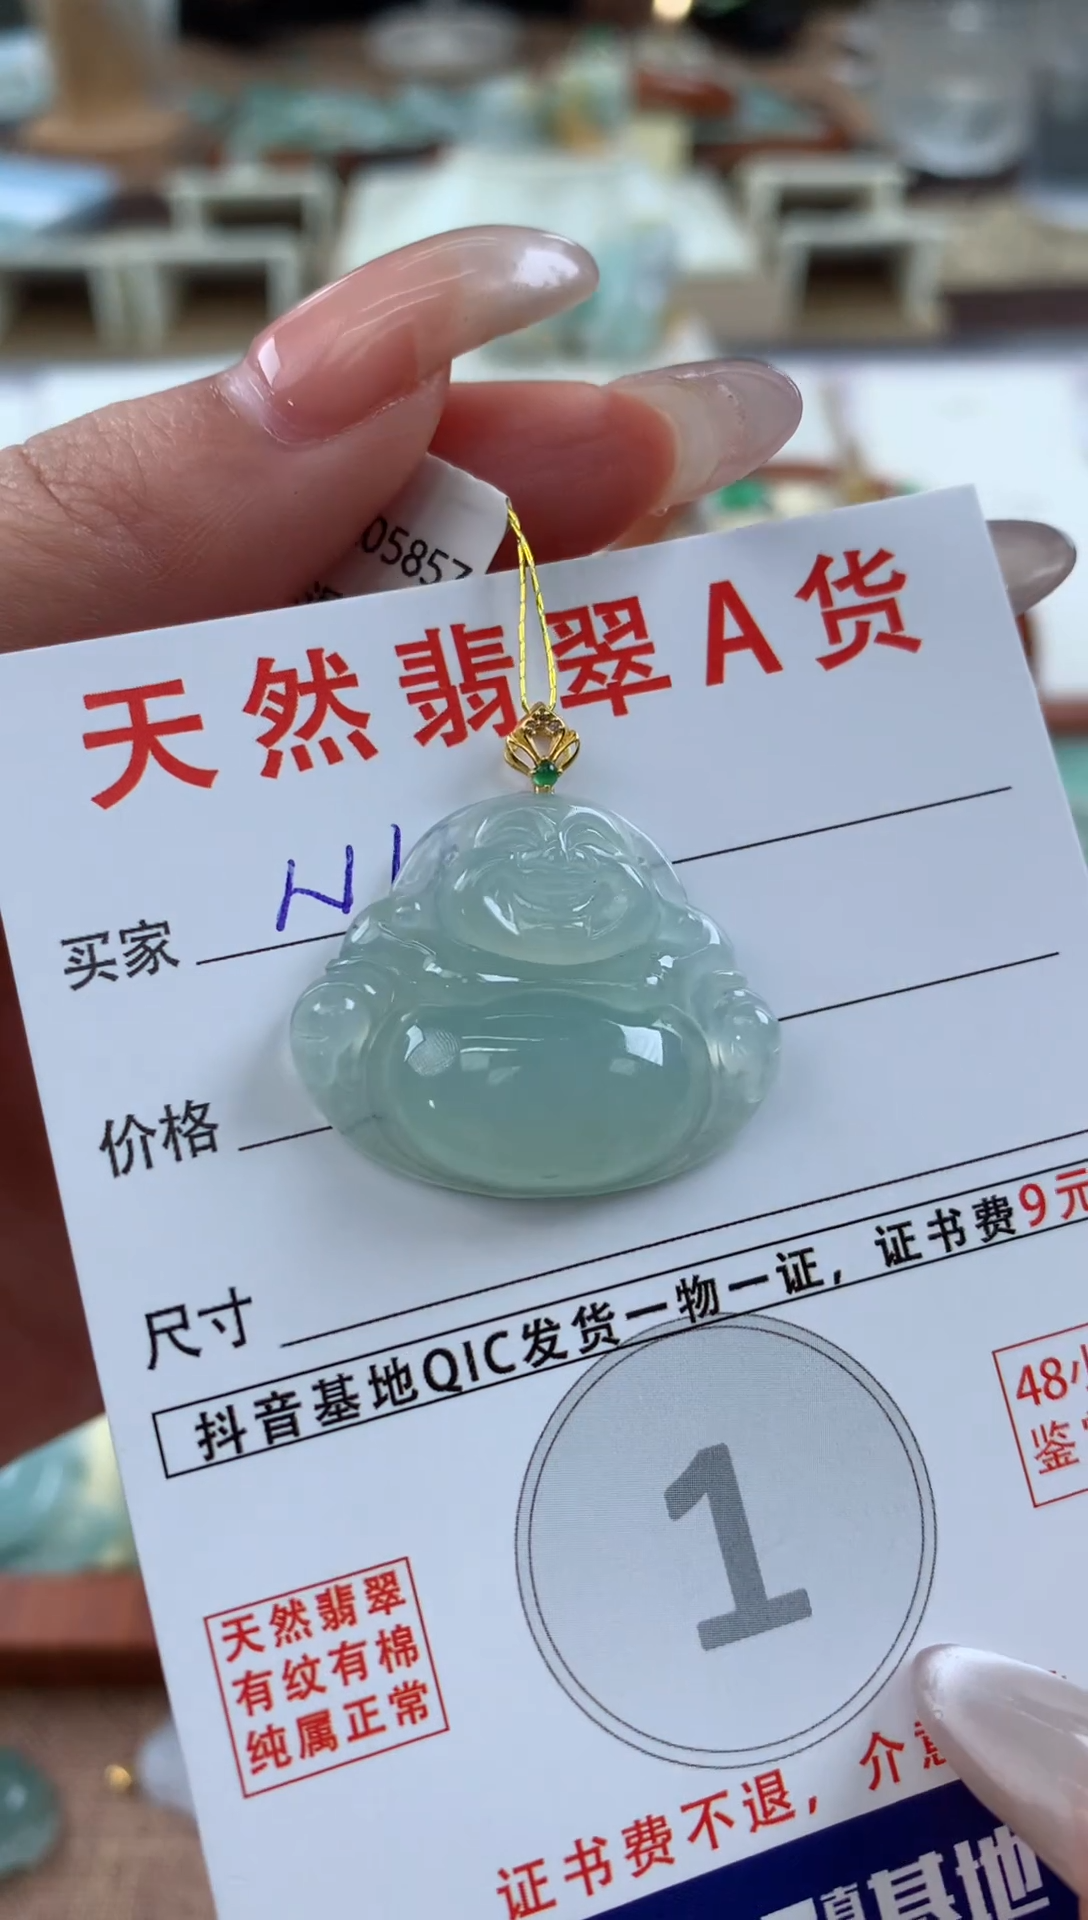 05857
天然翡翠A货
买家
价格
尺寸
抖音基地QIC发货一物一证，证书费9元
48小
鉴定
1
天然翡翠
有纹有棉
纯属正常
证书费不退，介意
基地